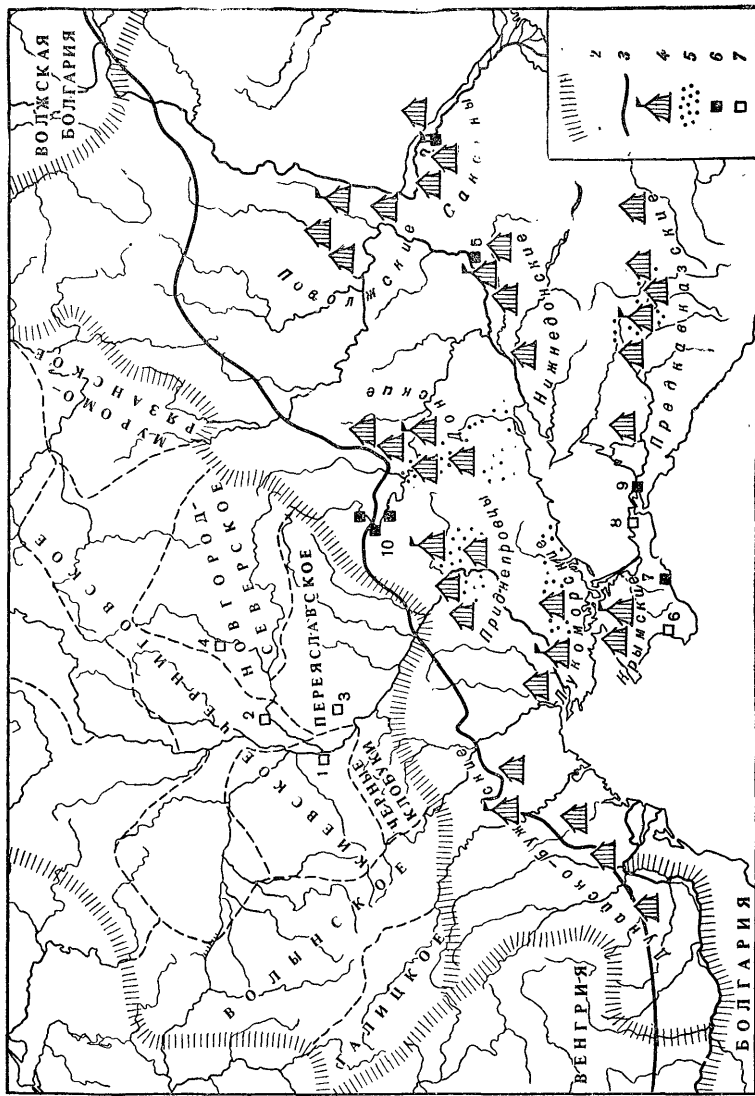 ВОЛЖСКАЯ
БОЛГАРИЯ
МУРОМО-
РЯЗАНСКОЕ
ЧЕРНИГОВСКОЕ
НОВГОРОД-
СЕВЕРСКОЕ
ПЕРЕЯСЛАВСКОЕ
КИЕВСКОЕ
ЧЕРНЫЕ
КЛОБУКИ
ВОЛЫНСКОЕ
ГАЛИЦКОЕ
ВЕНГРИЯ
БОЛГАРИЯ
Поволжские
Саксины
Донские
Нижнедонские
Предкавказские
Приднепровцы
Лукоморские
Крымские
Дунайско-Бужские
1
2
3
4
5
6
7
8
9
10
?
2
3
4
5
6
7